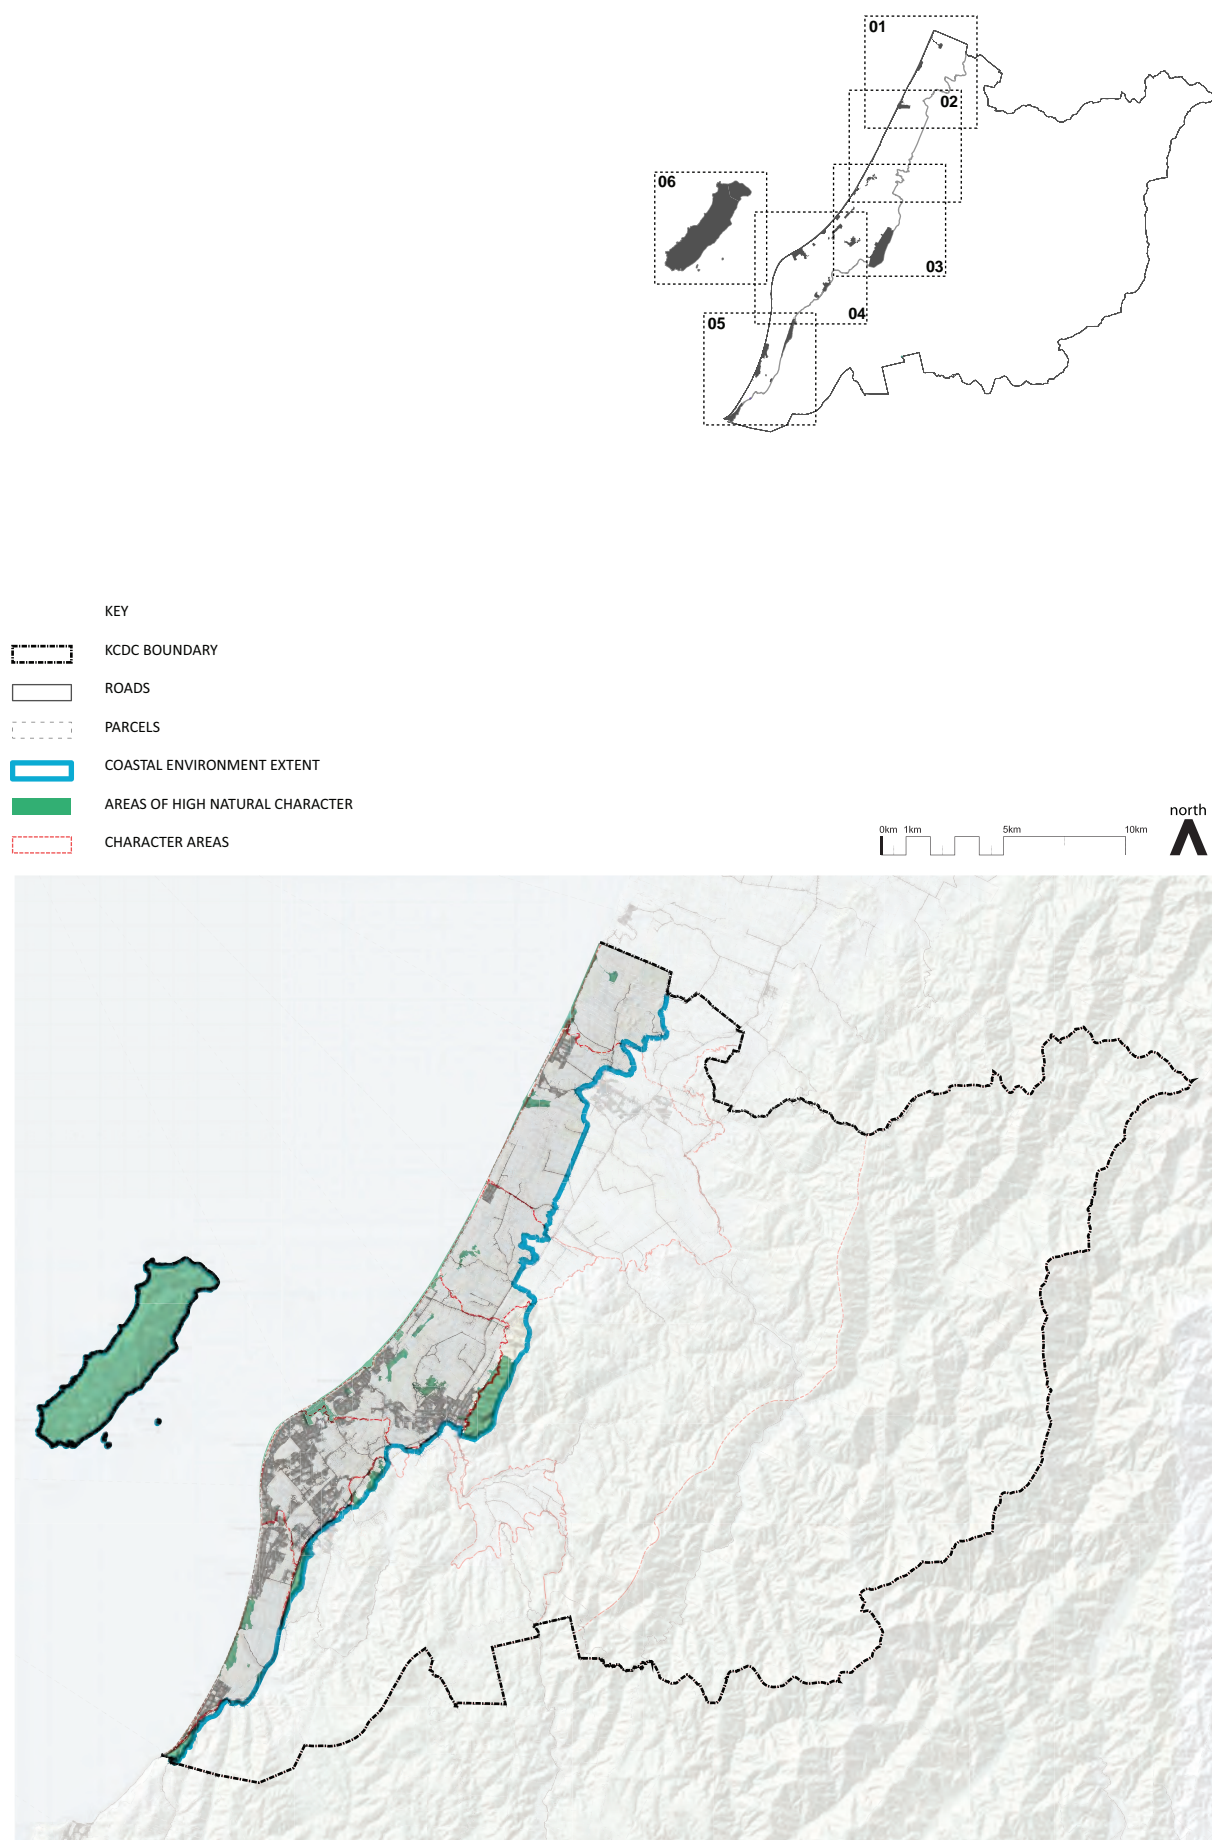 01
02
06
03
04
05
KEY
KCDC BOUNDARY
ROADS
PARCELS
COASTAL ENVIRONMENT EXTENT
AREAS OF HIGH NATURAL CHARACTER
CHARACTER AREAS
north
0km 1km 5km 10km